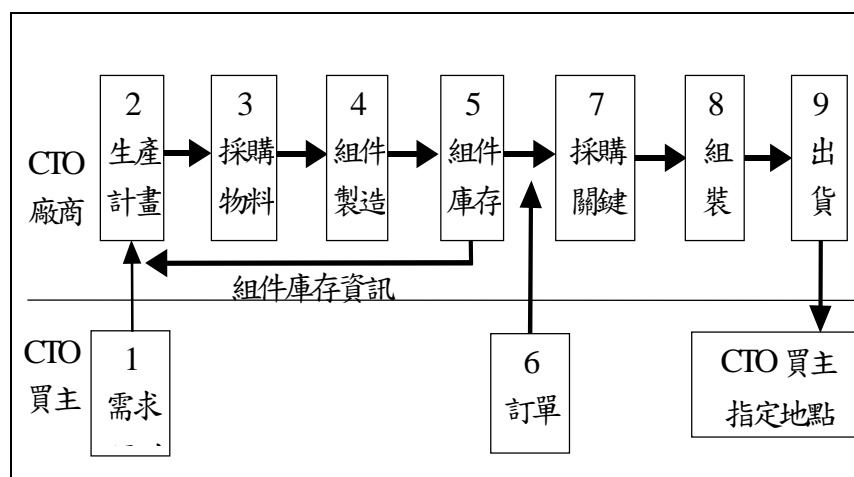 2
生產
計畫
3
採購
物料
4
組件
製造
5
組件
庫存
7
採購
關鍵
8
組
裝
9
出
貨
CTO
廠商
組件庫存資訊
CTO
買主
1
需求
6
訂單
CTO 買主
指定地點